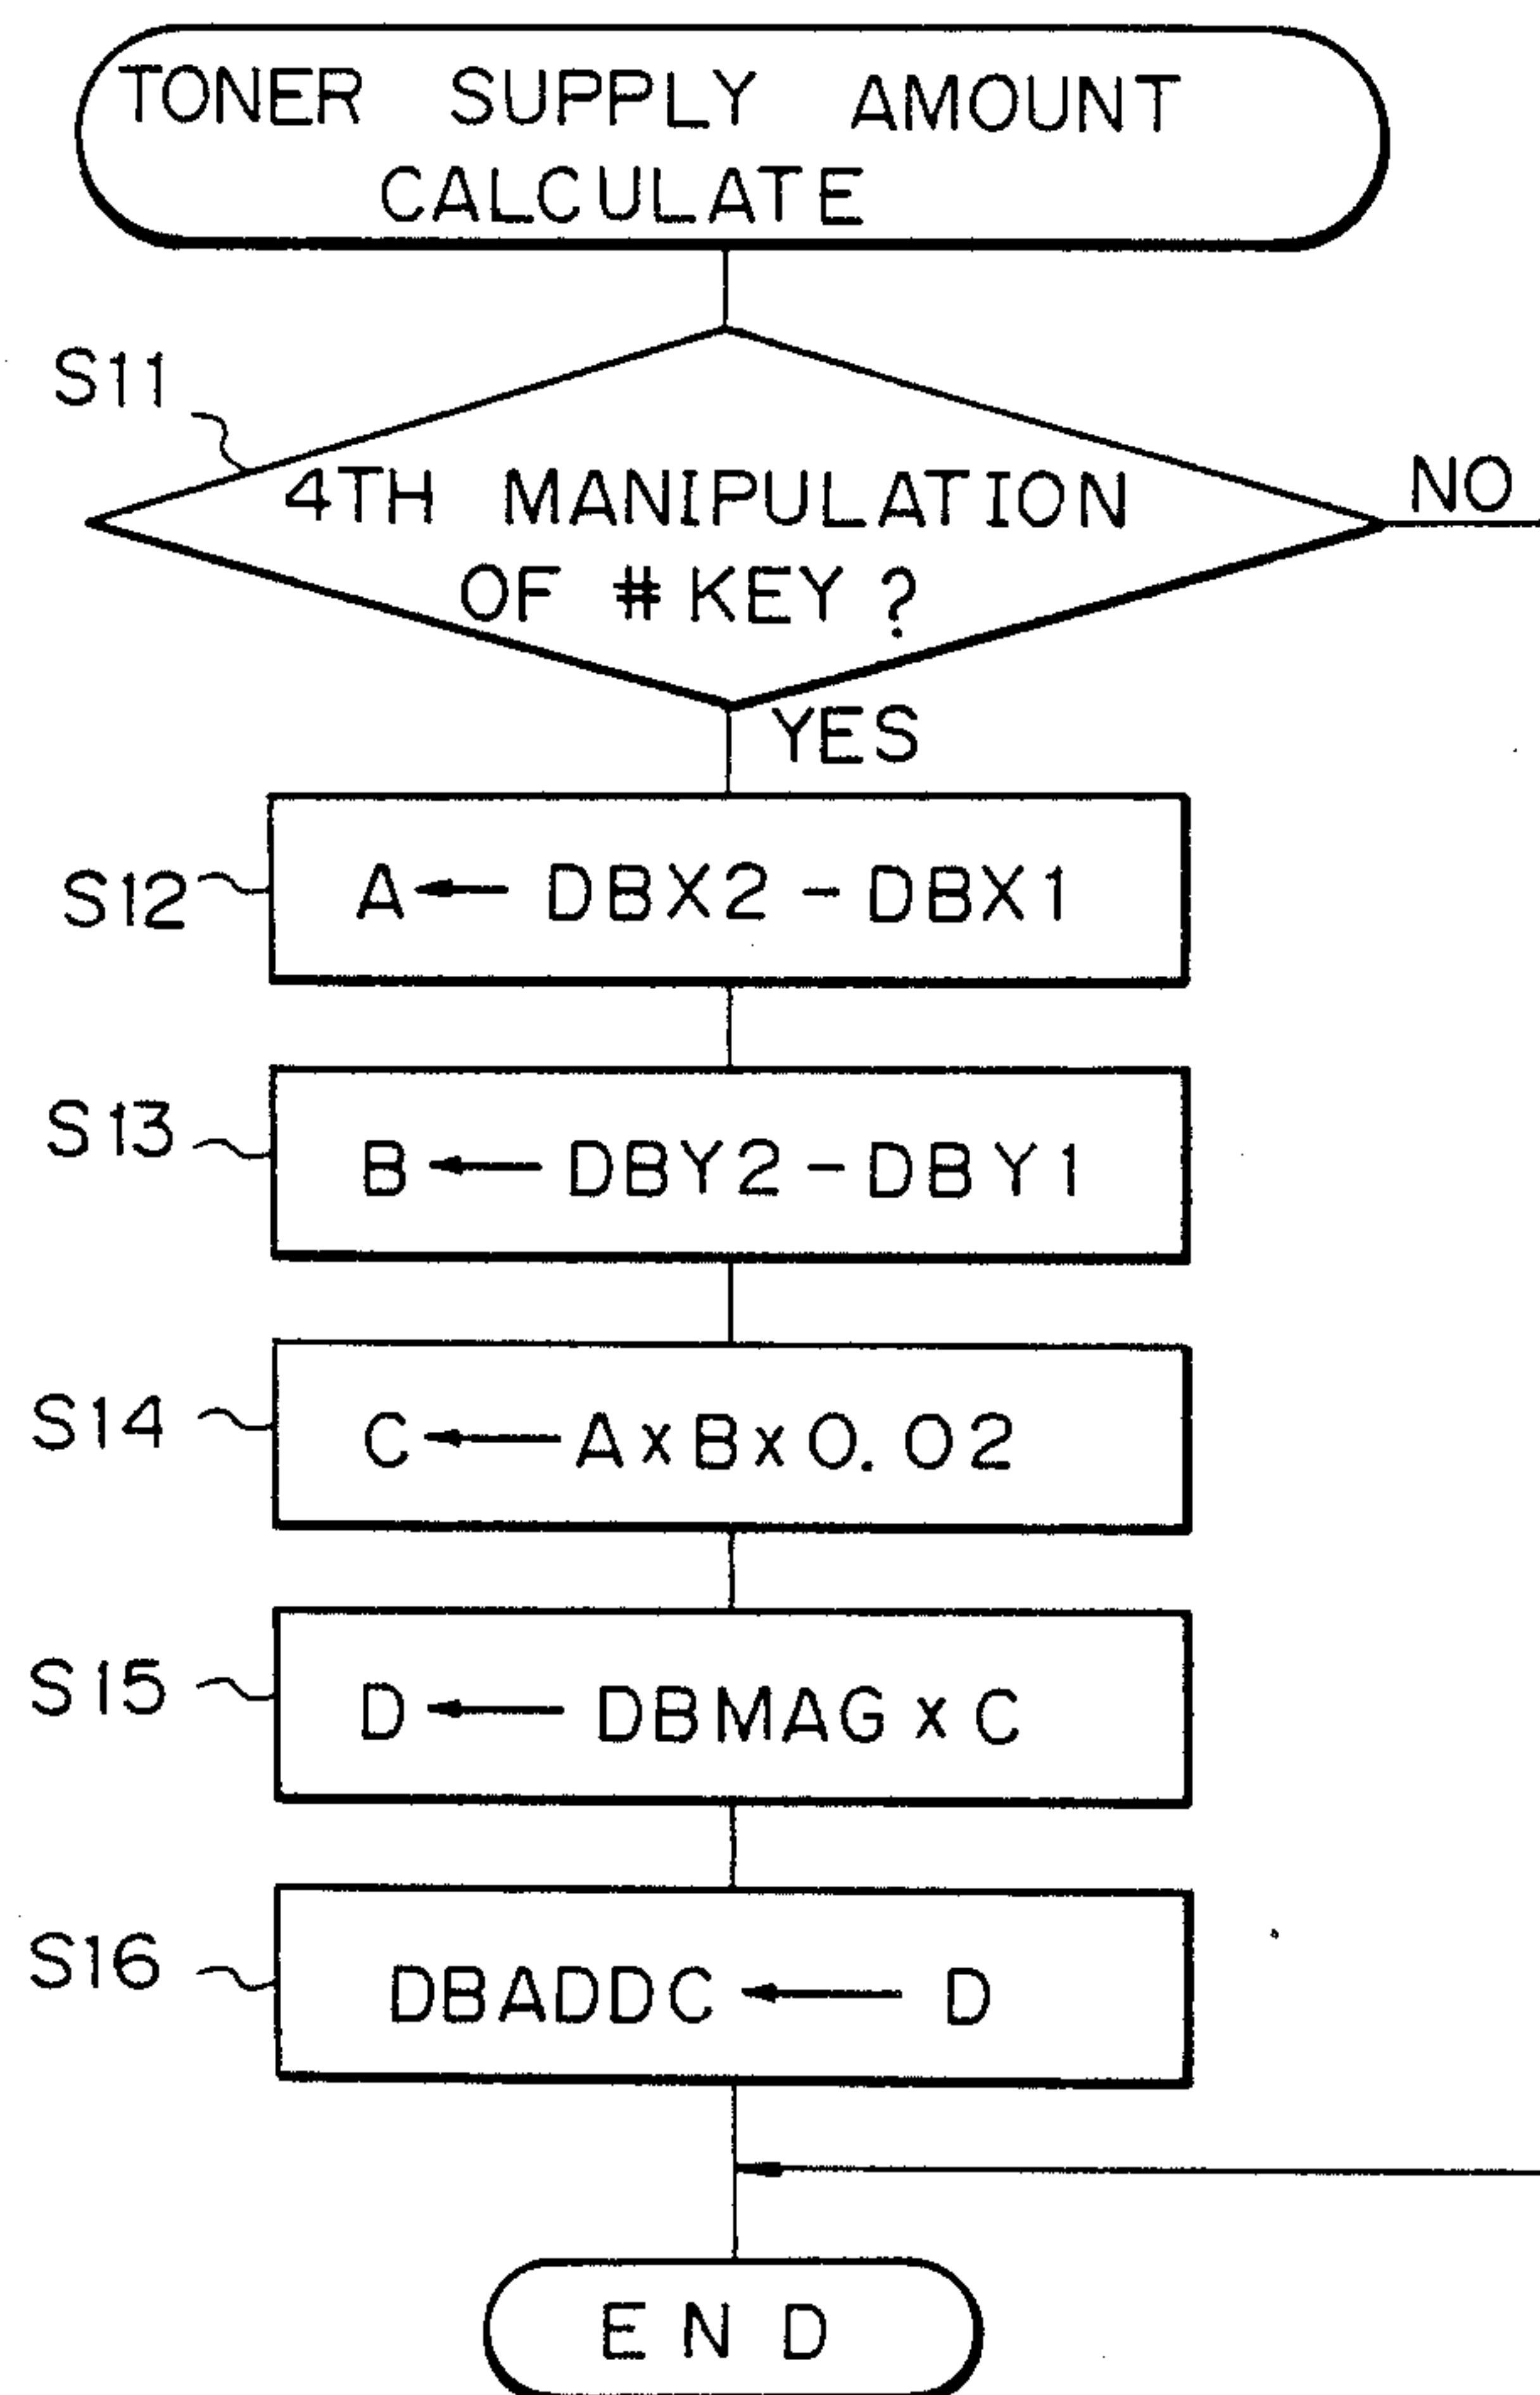 TONER SUPPLY AMOUNT
CALCULATE
S11
4TH MANIPULATION
OF # KEY ?
NO
YES
S12
A ← DBX2 - DBX1
S13
B ← DBY2 - DBY1
S14
C ← A x B x 0.02
S15
D ← DBMAG x C
S16
DBADDC ← D
END